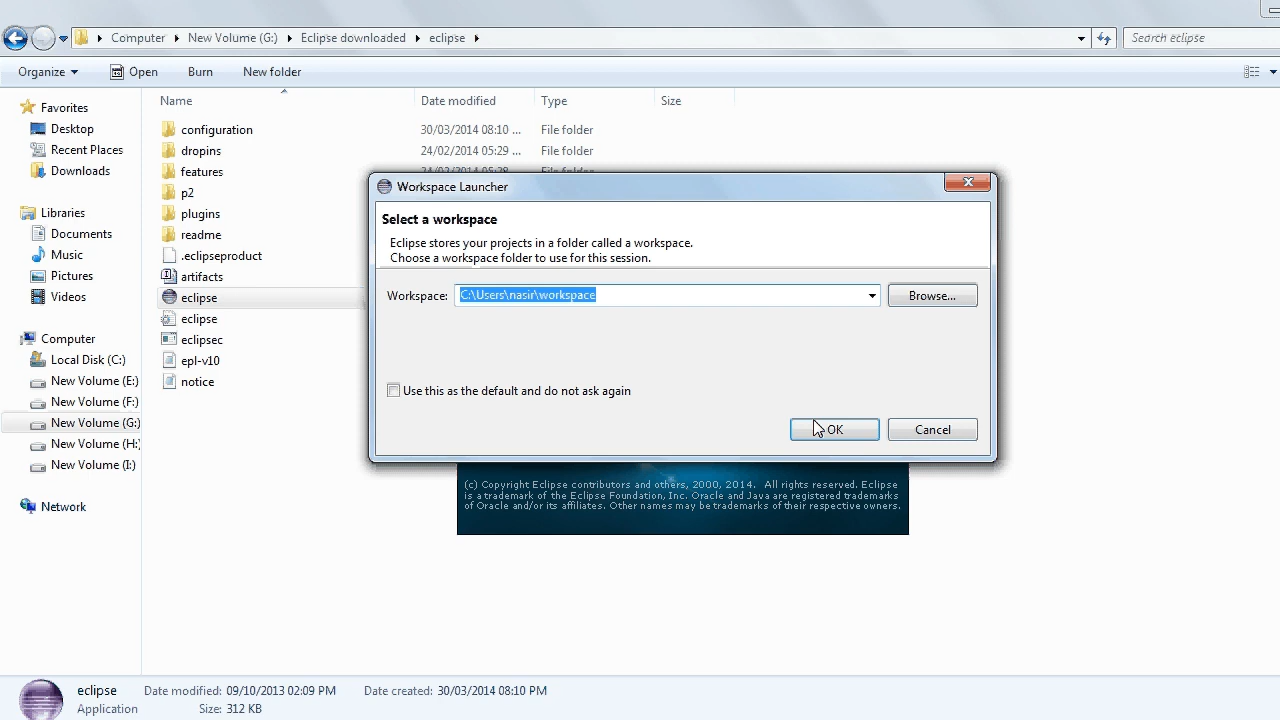 Computer New Volume (G:) Eclipse downloaded eclipse Search eclipse
Organize Open Burn New folder
Favorites
Desktop
Recent Places
Downloads
Libraries
Documents
Music
Pictures
Videos
Computer
Local Disk (C:)
New Volume (E:)
New Volume (F:)
New Volume (G:)
New Volume (H:)
New Volume (I:)
Network
Name Date modified Type Size
configuration 30/03/2014 08:10 ... File folder
dropins 24/02/2014 05:29 ... File folder
features 24/02/2014 05:28 File folder
p2
plugins
readme
.eclipseproduct
artifacts
eclipse
eclipse
eclipsec
epl-v10
notice
Workspace Launcher
Select a workspace
Eclipse stores your projects in a folder called a workspace.
Choose a workspace folder to use for this session.
Workspace: C:\Users\nasir\workspace Browse...
Use this as the default and do not ask again
OK Cancel
(c) Copyright Eclipse contributors and others, 2000, 2014. All rights reserved. Eclipse
is a trademark of the Eclipse Foundation, Inc. Oracle and Java are registered trademarks
of Oracle and/or its affiliates. Other names may be trademarks of their respective owners.
eclipse Date modified: 09/10/2013 02:09 PM Date created: 30/03/2014 08:10 PM
Application Size: 312 KB